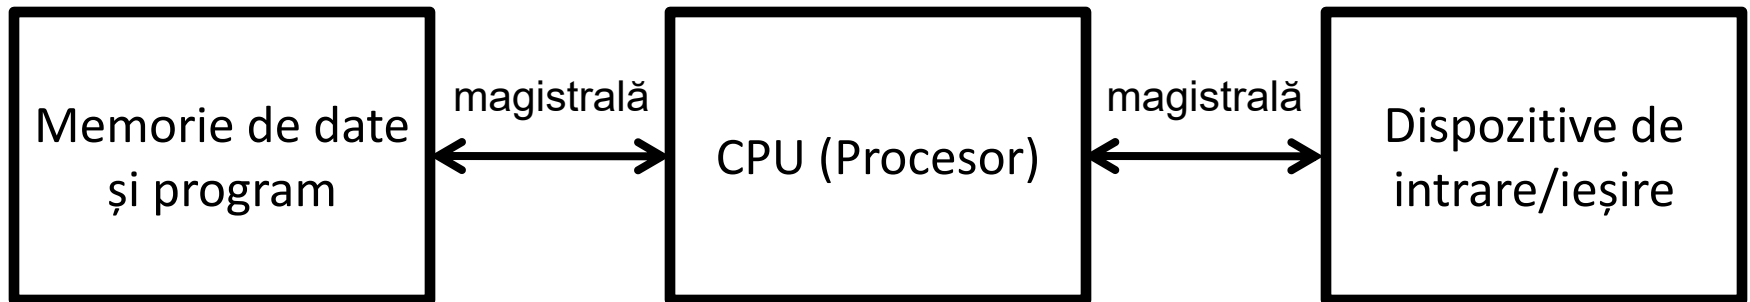 Memorie de date
și program
magistrală
CPU (Procesor)
magistrală
Dispozitive de
intrare/ieșire